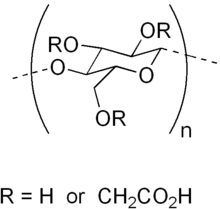 RO OR
O O
OR
n
R = H or CH₂CO₂H